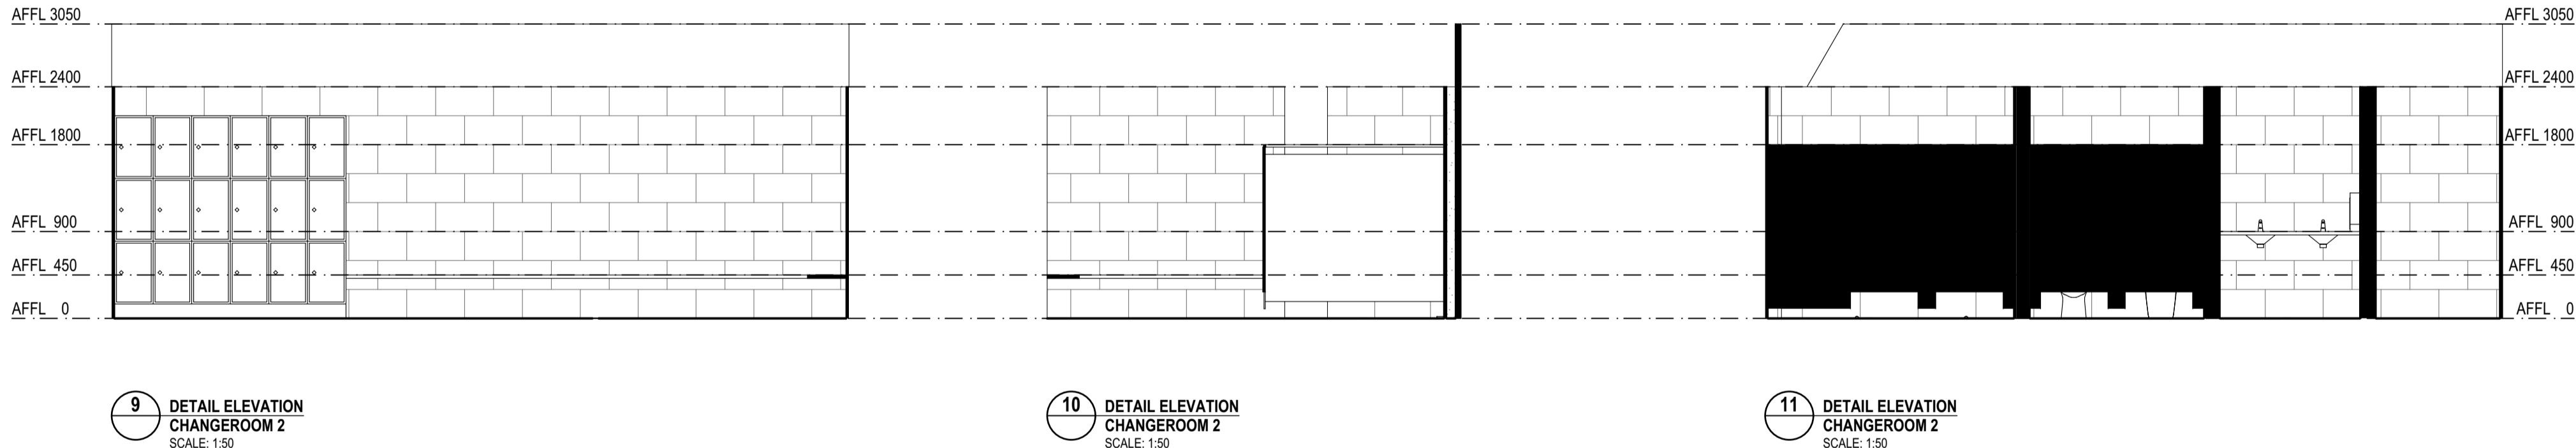 AFFL 3050
AFFL 2400
AFFL 1800
AFFL 900
AFFL 450
AFFL 0
AFFL 3050
AFFL 2400
AFFL 1800
AFFL 900
AFFL 450
AFFL 0
9
DETAIL ELEVATION
CHANGEROOM 2
SCALE: 1:50
10
DETAIL ELEVATION
CHANGEROOM 2
SCALE: 1:50
11
DETAIL ELEVATION
CHANGEROOM 2
SCALE: 1:50